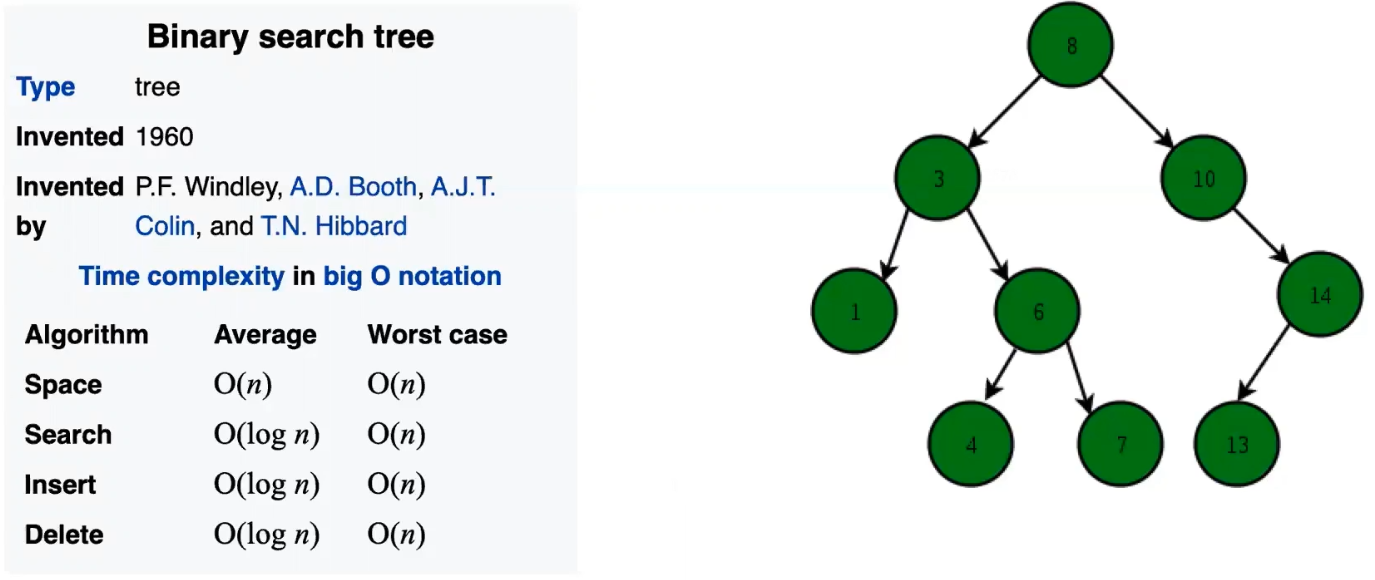 Binary search tree
Type tree
Invented 1960
Invented P.F. Windley, A.D. Booth, A.J.T.
by Colin, and T.N. Hibbard
Time complexity in big O notation
Algorithm Average Worst case
Space O(n) O(n)
Search O(log n) O(n)
Insert O(log n) O(n)
Delete O(log n) O(n)
8
3 10
1 6 14
4 7 13